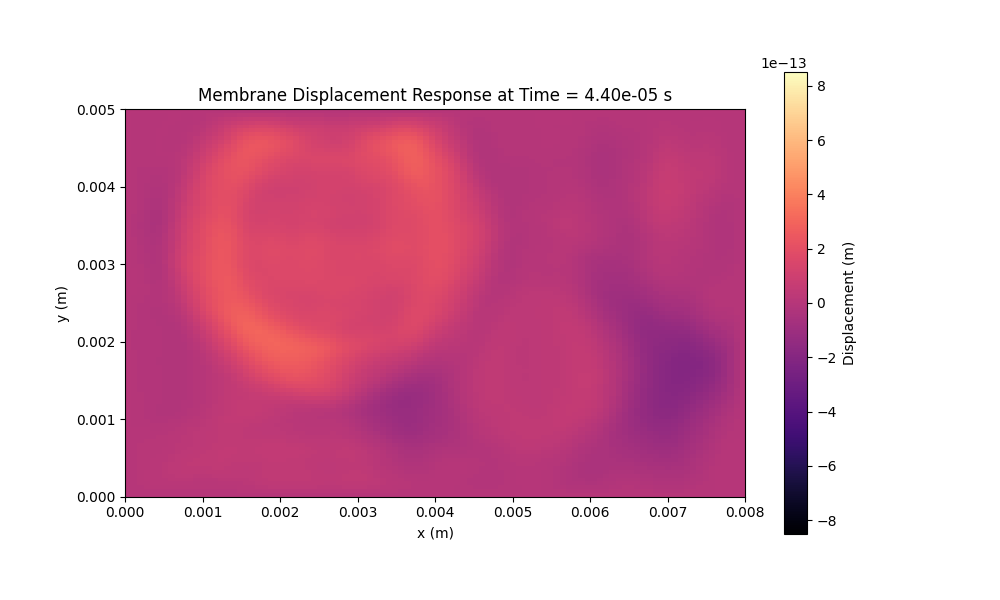 1e−13
Membrane Displacement Response at Time = 4.40e-05 s
0.005
0.004
0.003
0.002
0.001
0.000
y (m)
0.000 0.001 0.002 0.003 0.004 0.005 0.006 0.007 0.008
x (m)
8
6
4
2
0
−2
−4
−6
−8
Displacement (m)